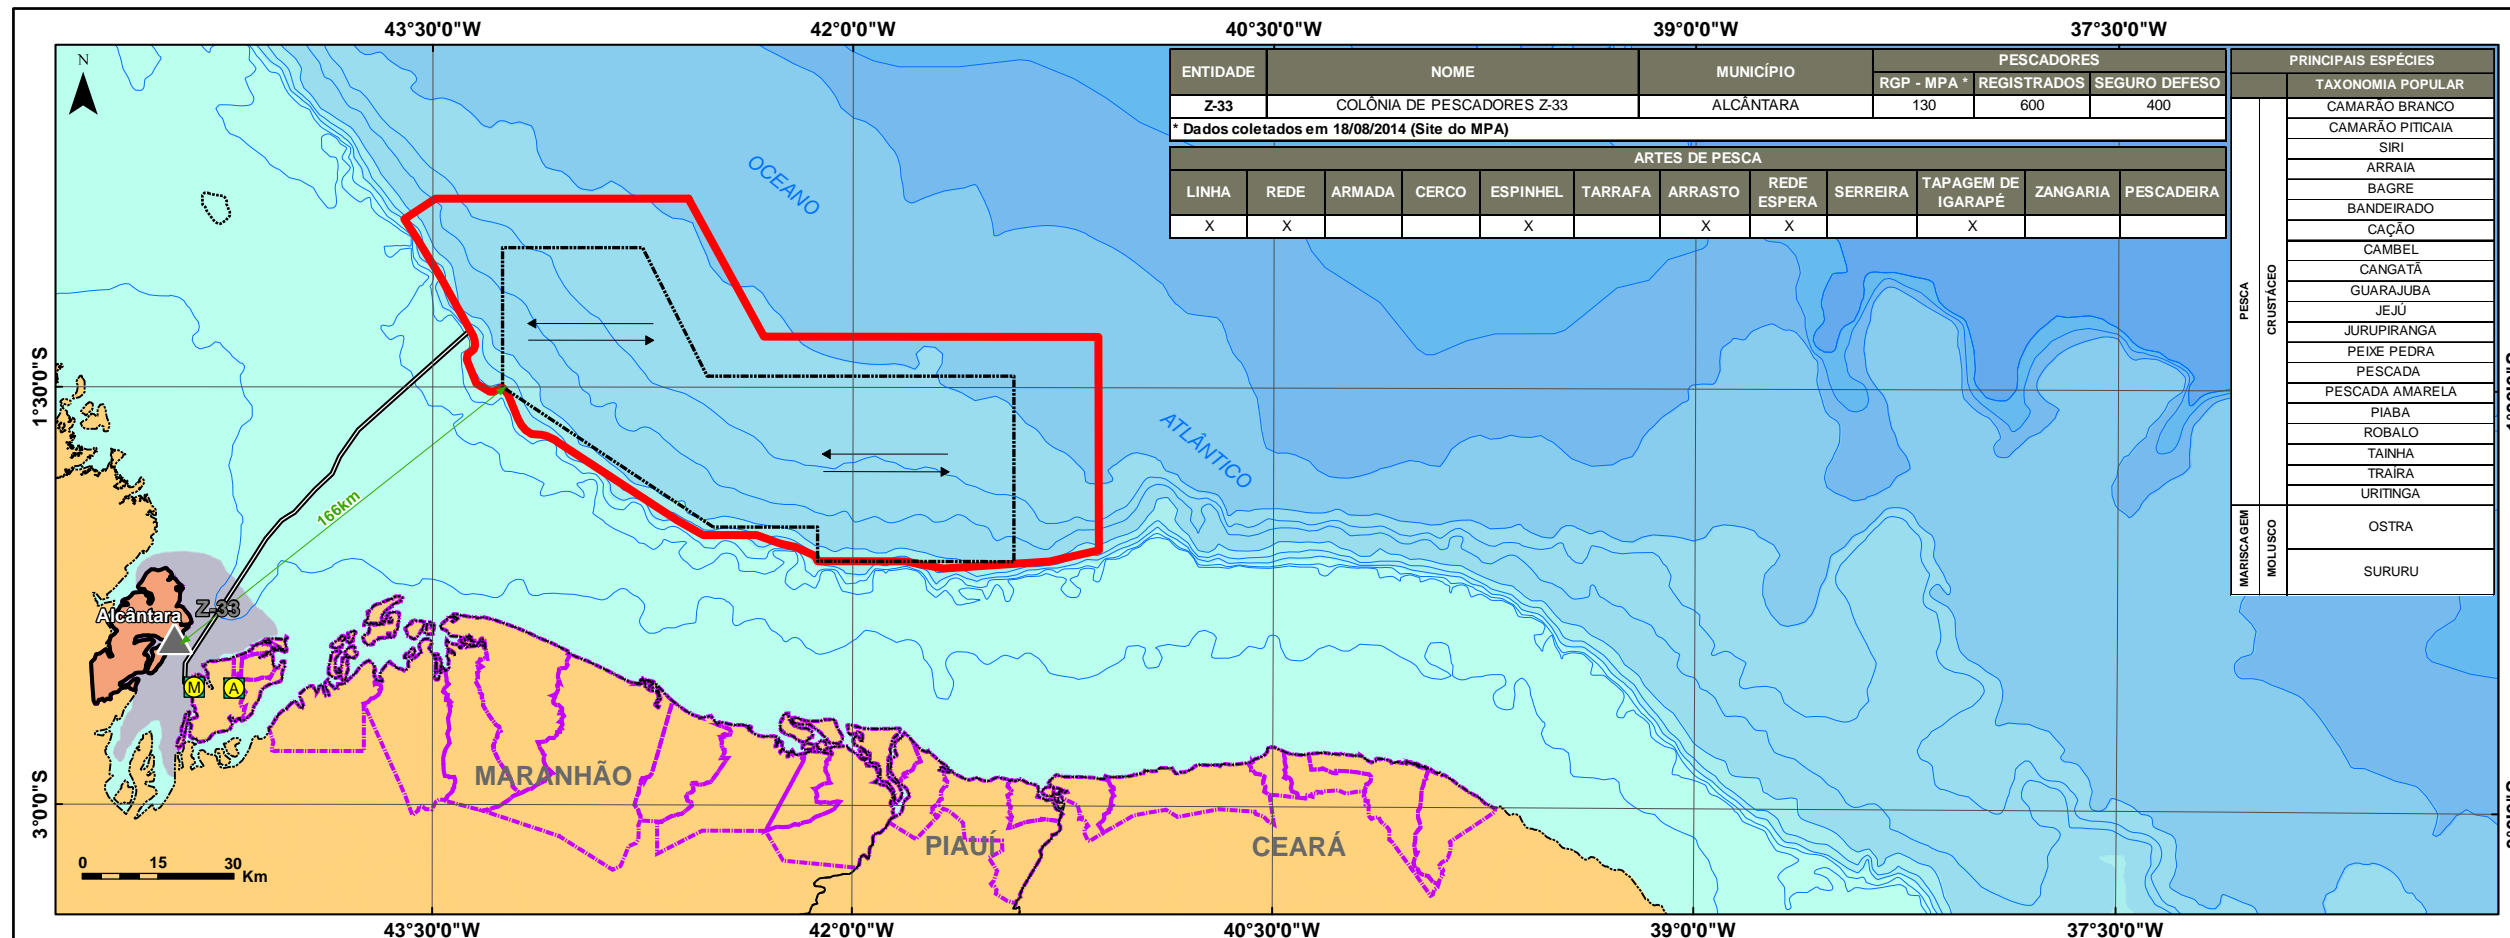 43°30'0"W 42°0'0"W 40°30'0"W 39°0'0"W 37°30'0"W
N
ENTIDADE NOME MUNICÍPIO PESCADORES
RGP - MPA * REGISTRADOS SEGURO DEFESO
Z-33 COLÔNIA DE PESCADORES Z-33 ALCÂNTARA 130 600 400
* Dados coletados em 18/08/2014 (Site do MPA)
ARTES DE PESCA
LINHA REDE ARMADA CERCO ESPINHEL TARRAFA ARRASTO REDE ESPERA SERREIRA TAPAGEM DE IGARAPÉ ZANGARIA PESCADEIRA
X X X X X X
PRINCIPAIS ESPÉCIES
TAXONOMIA POPULAR
PESCA
CRUSTÁCEO
CAMARÃO BRANCO
CAMARÃO PITICAIA
SIRI
ARRAIA
BAGRE
BANDEIRADO
CAÇÃO
CAMBEL
CANGATÃ
GUARAJUBA
JEJÚ
JURUPIRANGA
PEIXE PEDRA
PESCADA
PESCADA AMARELA
PIABA
ROBALO
TAINHA
TRAÍRA
URITINGA
MARISCAGEM
MOLUSCO
OSTRA
SURURU
OCEANO
ATLÂNTICO
1°30'0"S
166km
Z-33
Alcântara
M A
MARANHÃO
PIAUÍ
CEARÁ
3°0'0"S
0 15 30
Km
43°30'0"W 42°0'0"W 40°30'0"W 39°0'0"W 37°30'0"W